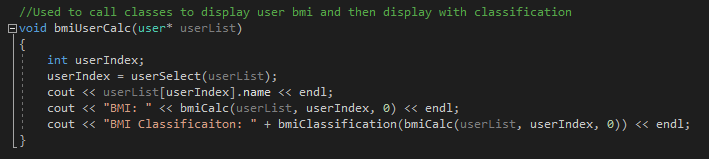 //Used to call classes to display user bmi and then display with classification
void bmiUserCalc(user* userList)
{
int userIndex;
userIndex = userSelect(userList);
cout << userList[userIndex].name << endl;
cout << "BMI: " << bmiCalc(userList, userIndex, 0) << endl;
cout << "BMI Classificaiton: " + bmiClassification(bmiCalc(userList, userIndex, 0)) << endl;
}